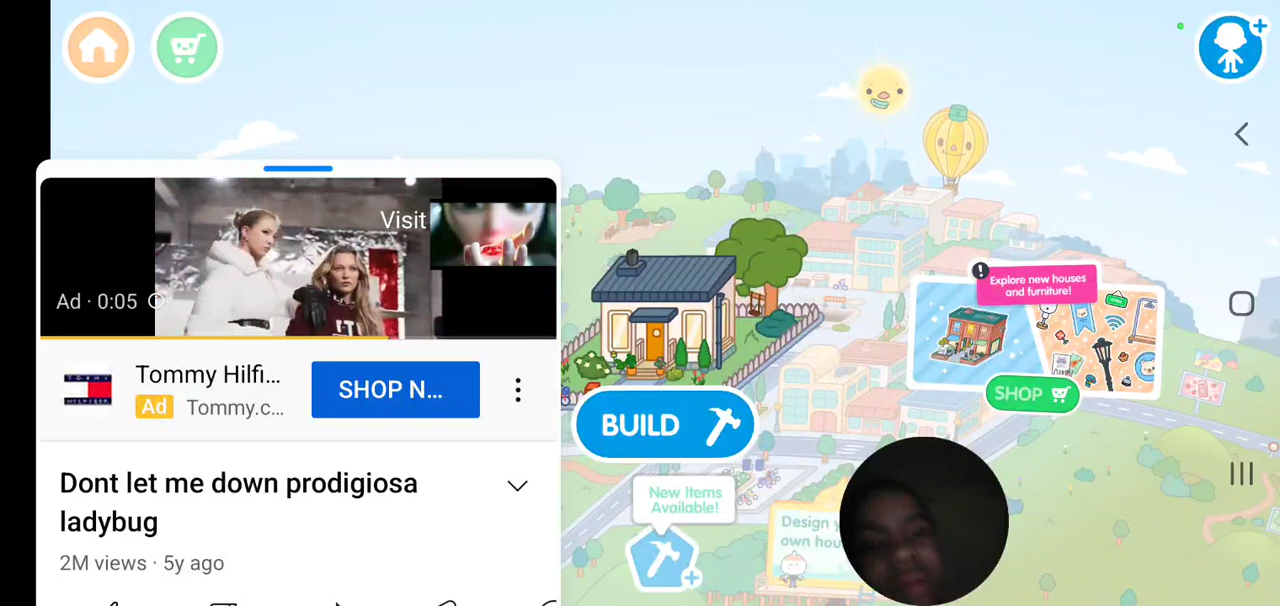 Visit
Ad · 0:05
Tommy Hilfi...
SHOP N...
Ad Tommy.c...
Dont let me down prodigiosa
ladybug
2M views · 5y ago
BUILD
New Items
Available!
Design
own hou
Explore new houses
and furniture!
SHOP